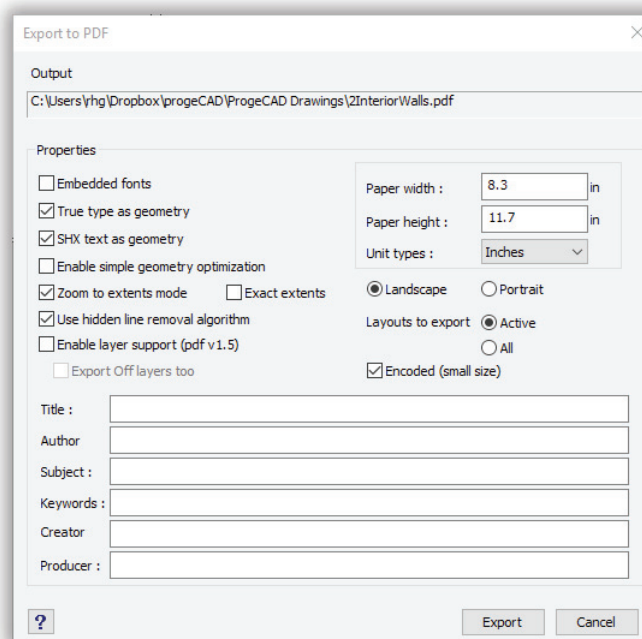 Export to PDF
Output
C:\Users\rhg\Dropbox\progeCAD\ProgeCAD Drawings\2InteriorWalls.pdf
Properties
Embedded fonts
True type as geometry
SHX text as geometry
Enable simple geometry optimization
Zoom to extents mode Exact extents
Use hidden line removal algorithm
Enable layer support (pdf v1.5)
Export Off layers too
Paper width : 8.3 in
Paper height : 11.7 in
Unit types : Inches
Landscape Portrait
Layouts to export Active
All
Encoded (small size)
Title :
Author
Subject :
Keywords :
Creator
Producer :
? Export Cancel